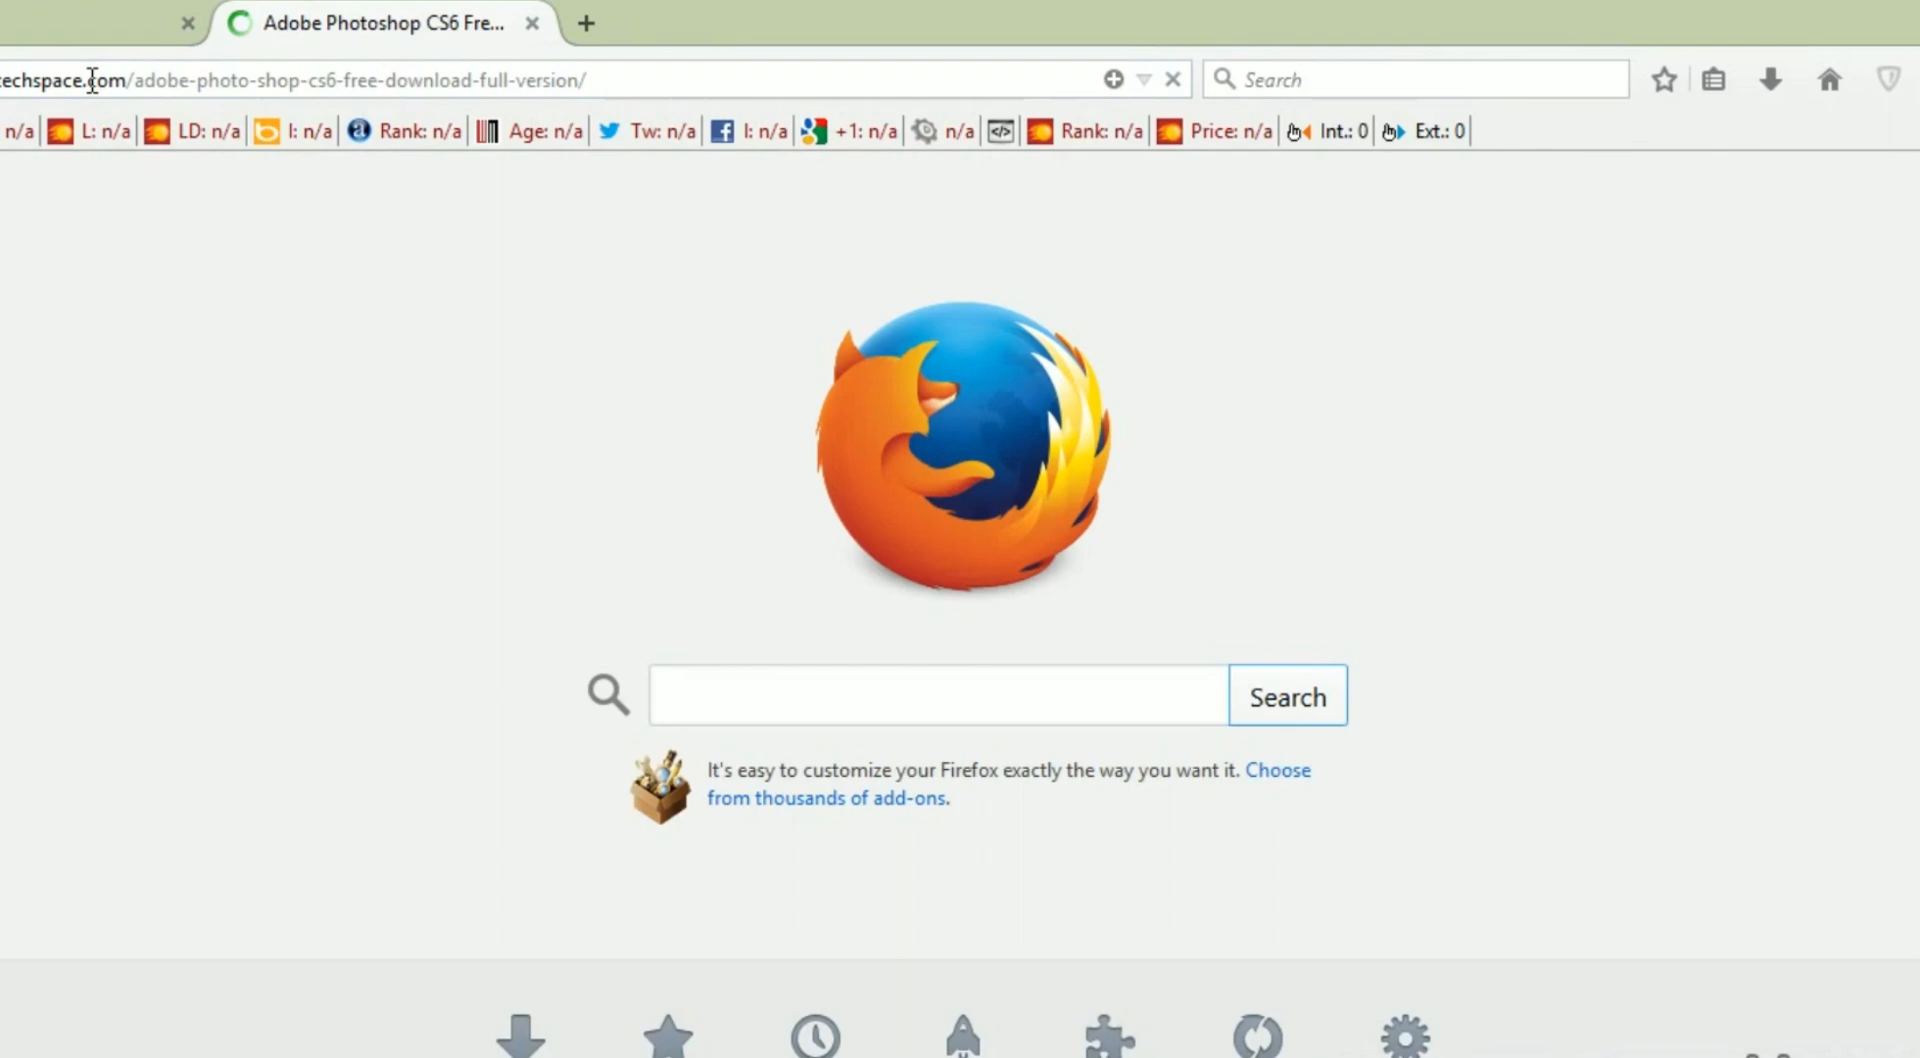 Adobe Photoshop CS6 Fre...
techspace.com/adobe-photo-shop-cs6-free-download-full-version/
Search
n/a L: n/a LD: n/a I: n/a Rank: n/a Age: n/a Tw: n/a I: n/a +1: n/a n/a Rank: n/a Price: n/a Int.: 0 Ext.: 0
Search
It's easy to customize your Firefox exactly the way you want it. Choose
from thousands of add-ons.